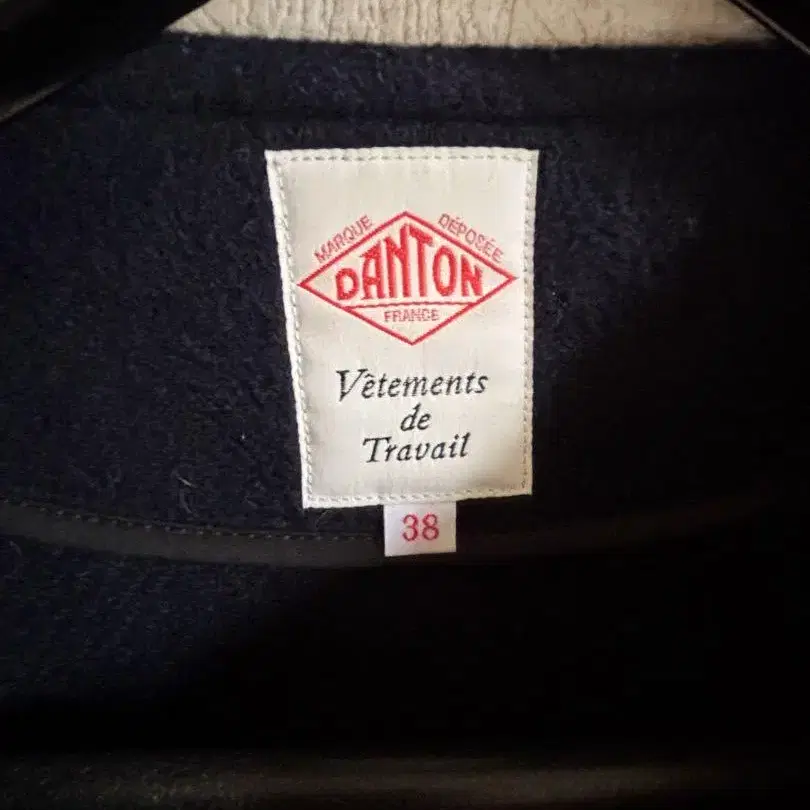 MARQUE DÉPOSÉE
DANTON
FRANCE
Vêtements
de
Travail
38